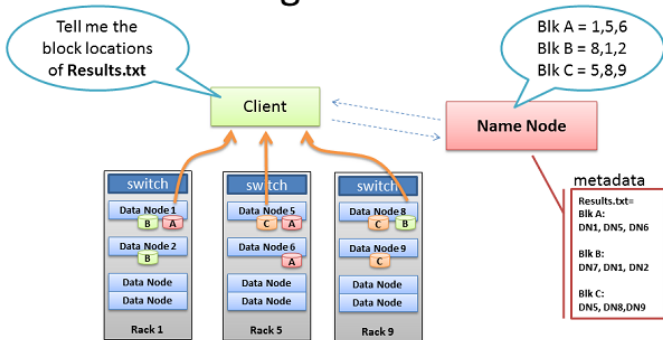 Tell me the
block locations
of Results.txt
Client
Blk A = 1,5,6
Blk B = 8,1,2
Blk C = 5,8,9
Name Node
metadata
Results.txt=
Blk A:
DN1, DN5, DN6
Blk B:
DN7, DN1, DN2
Blk C:
DN5, DN8,DN9
switch
Data Node 1
B A
Data Node 2
B
Data Node
Data Node
Rack 1
switch
Data Node 5
C A
Data Node 6
A
Data Node
Data Node
Rack 5
switch
Data Node 8
C B
Data Node 9
C
Data Node
Data Node
Rack 9